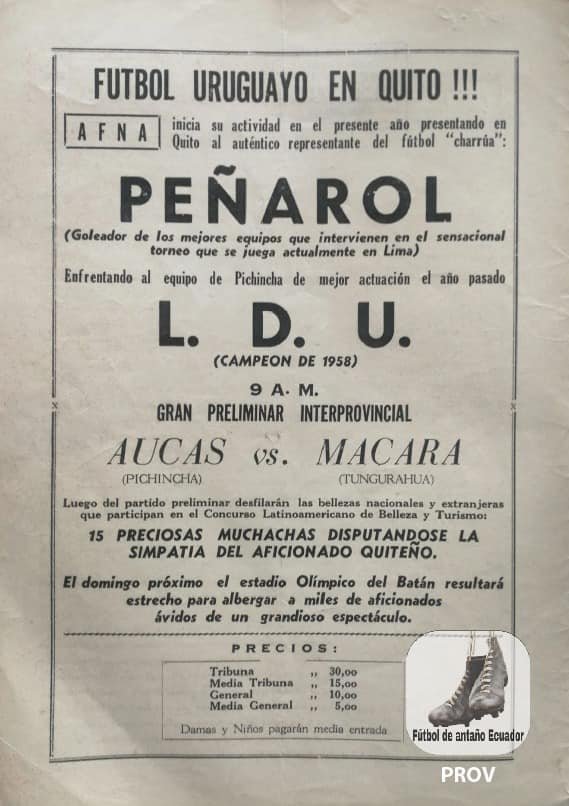 FUTBOL URUGUAYO EN QUITO !!!
AFNA
inicia su actividad en el presente año presentando en
Quito al auténtico representante del fútbol "charrúa":
PEÑAROL
(Goleador de los mejores equipos que intervienen en el sensacional
torneo que se juega actualmente en Lima)
Enfrentando al equipo de Pichincha de mejor actuación el año pasado
L. D. U.
(CAMPEON DE 1958)
9 A. M.
GRAN PRELIMINAR INTERPROVINCIAL
AUCAS vs. MACARA
(PICHINCHA) (TUNGURAHUA)
Luego del partido preliminar desfilarán las bellezas nacionales y extranjeras
que participan en el Concurso Latinoamericano de Belleza y Turismo:
15 PRECIOSAS MUCHACHAS DISPUTANDOSE LA
SIMPATIA DEL AFICIONADO QUITEÑO.
El domingo próximo el estadio Olímpico del Batán resultará
estrecho para albergar a miles de aficionados
ávidos de un grandioso espectáculo.
PRECIOS:
Tribuna ,, 30,oo
Media Tribuna ,, 15,oo
General ,, 10,oo
Media General ,, 5,oo
Damas y Niños pagarán media entrada
Fútbol de antaño Ecuador
PROV